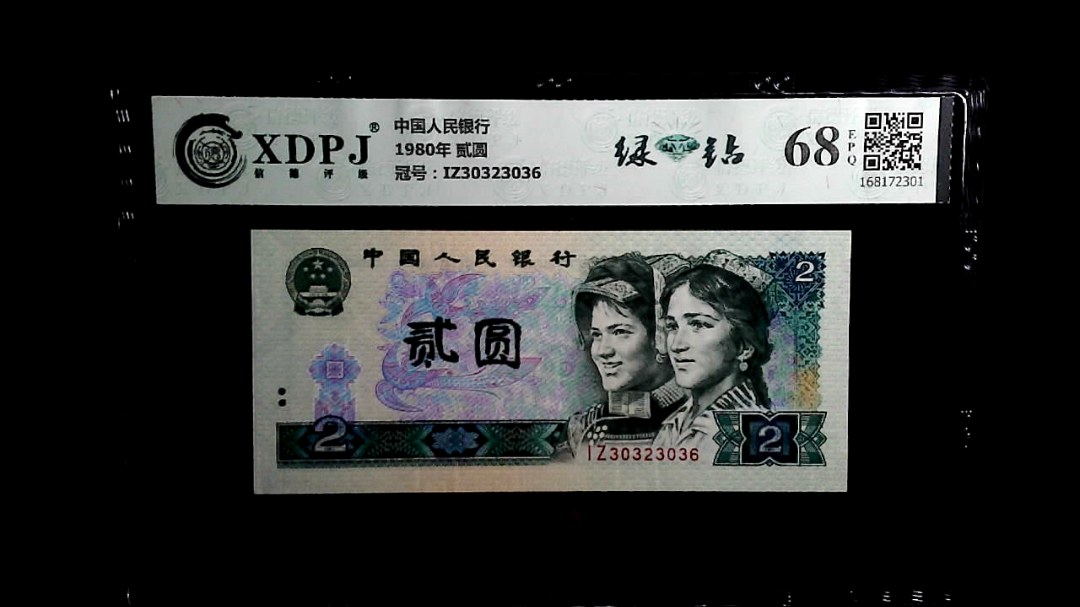 XDPJ®
信德评级
中国人民银行
1980年 贰圆
冠号：IZ30323036
绿钻
68
EPQ
168172301
中国人民银行
2
贰圆
2
2
IZ30323036